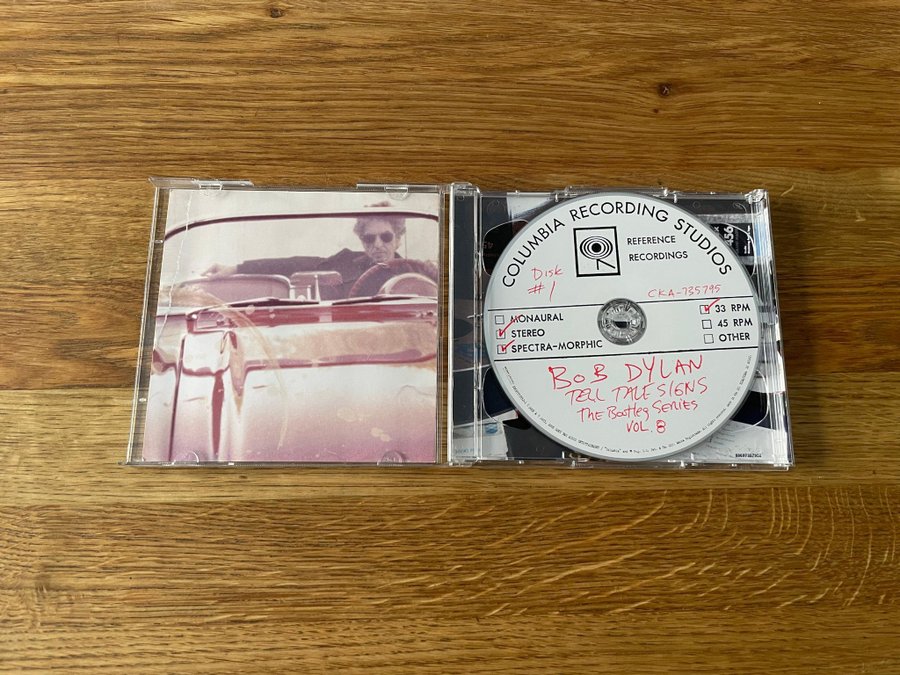 COLUMBIA RECORDING STUDIOS
REFERENCE
RECORDINGS
Disk
#1
CKA-735795
MONAURAL
STEREO
SPECTRA-MORPHIC
33 RPM
45 RPM
OTHER
BOB DYLAN
TELL TALE SIGNS
The Bootleg Series
VOL. 8
456